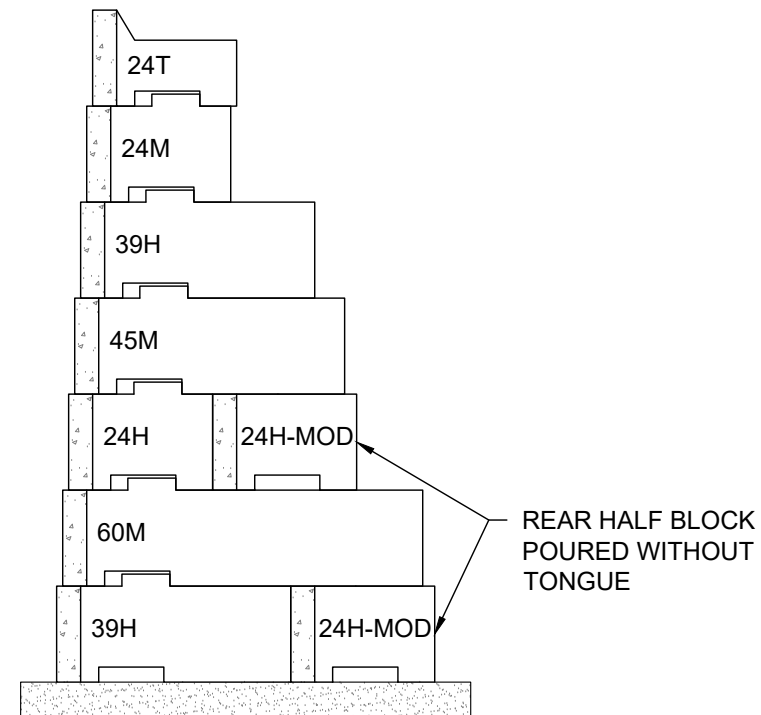 24T
24M
39H
45M
24H
24H-MOD
60M
REAR HALF BLOCK
POURED WITHOUT
TONGUE
39H
24H-MOD